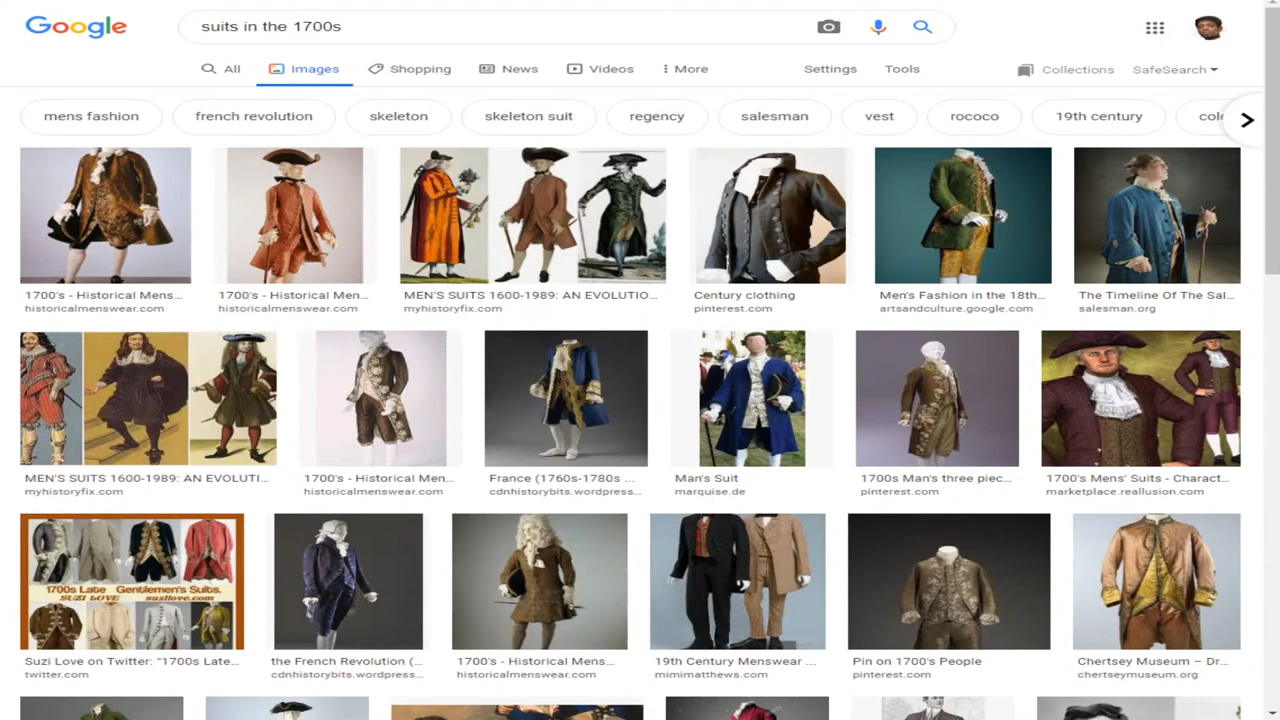 Google
suits in the 1700s
All Images Shopping News Videos More Settings Tools Collections SafeSearch
mens fashion french revolution skeleton skeleton suit regency salesman vest rococo 19th century
1700's - Historical Mens...
historicalmenswear.com
1700's - Historical Men...
historicalmenswear.com
MEN'S SUITS 1600-1989: AN EVOLUTIO...
myhistoryfix.com
Century clothing
pinterest.com
Men's Fashion in the 18th...
artsandculture.google.com
The Timeline Of The Sal...
salesman.org
MEN'S SUITS 1600-1989: AN EVOLUTI...
myhistoryfix.com
1700's - Historical Men...
historicalmenswear.com
France (1760s-1780s ...
cdnhistorybits.wordpress...
Man's Suit
marquise.de
1700s Man's three piec...
pinterest.com
1700's Mens' Suits - Charact...
marketplace.reallusion.com
1700s Late Gentlemen's Suits.
SUZI LOVE suzilove.com
Suzi Love on Twitter: "1700s Late...
twitter.com
the French Revolution (...
cdnhistorybits.wordpress...
1700's - Historical Mens...
historicalmenswear.com
19th Century Menswear ...
mimimatthews.com
Pin on 1700's People
pinterest.com
Chertsey Museum – Dr...
chertseymuseum.org